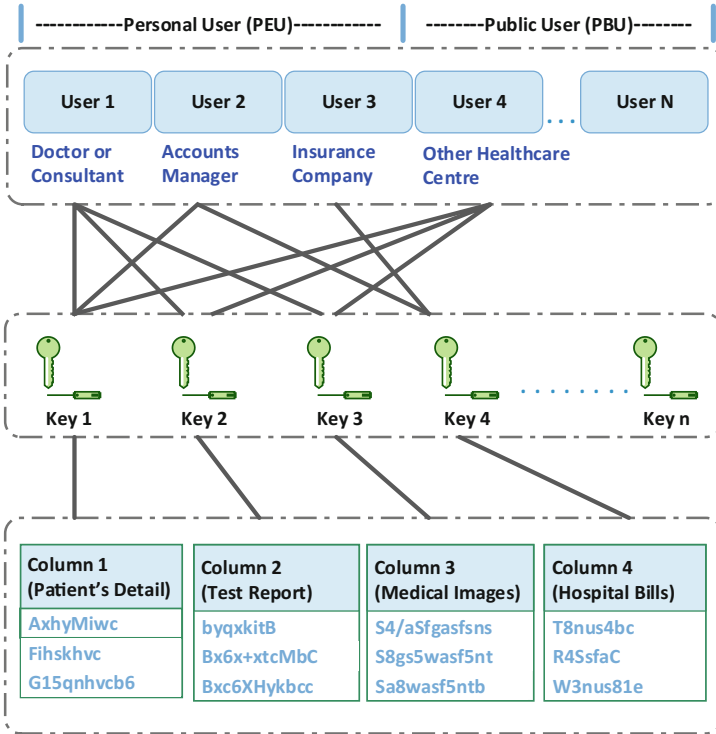 Personal User (PEU)
Public User (PBU)
User 1
User 2
User 3
User 4
...
User N
Doctor or
Consultant
Accounts
Manager
Insurance
Company
Other Healthcare
Centre
Key 1
Key 2
Key 3
Key 4
........
Key n
Column 1
(Patient's Detail)
AxhyMiwc
Fihskhvc
G15qnhvcb6
Column 2
(Test Report)
byqxkitB
Bx6x+xtcMbC
Bxc6XHykbcc
Column 3
(Medical Images)
S4/aSfgasfsns
S8gs5wasf5nt
Sa8wasf5ntb
Column 4
(Hospital Bills)
T8nus4bc
R4SsfaC
W3nus81e